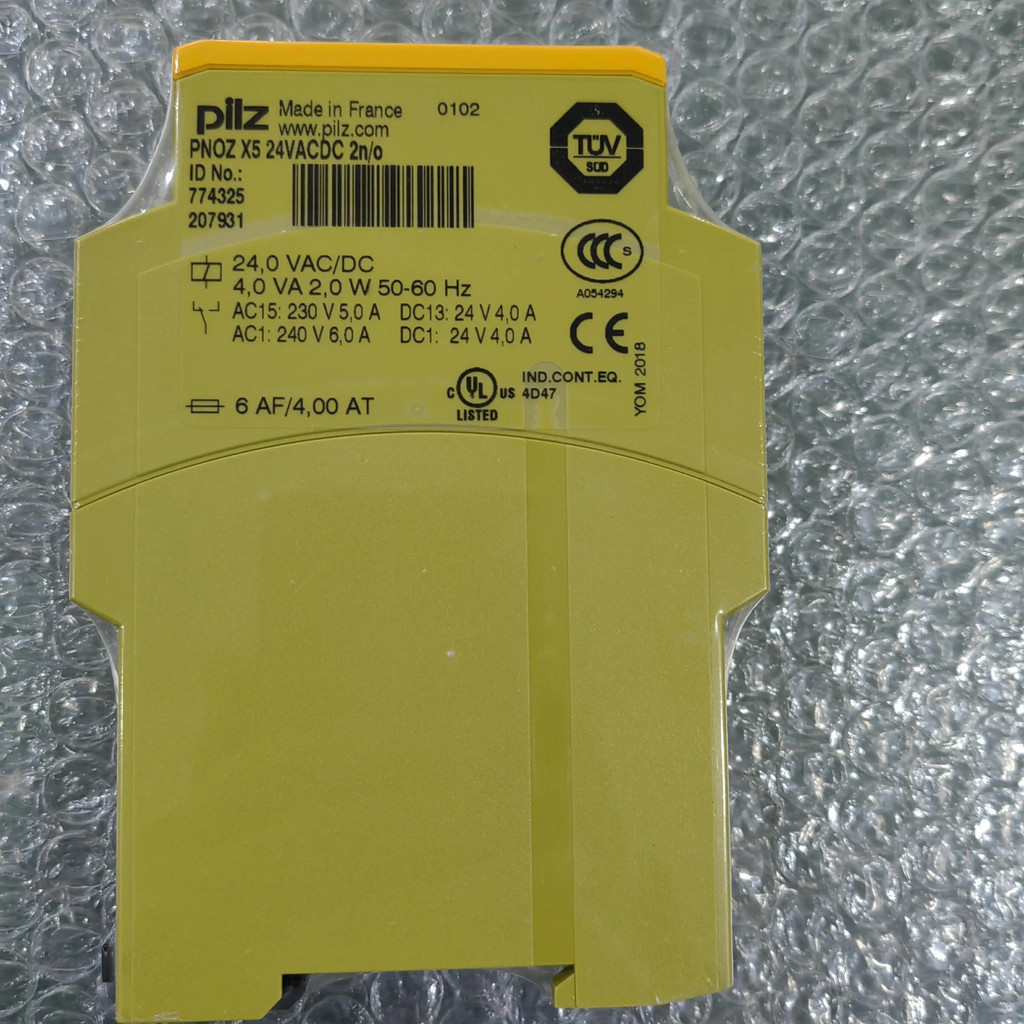 pilz Made in France 0102
www.pilz.com
PNOZ X5 24VACDC 2n/o
ID No.:
774325
207931
TÜV
SÜD
CCC S
A054294
24,0 VAC/DC
4,0 VA 2,0 W 50-60 Hz
AC15: 230 V 5,0 A DC13: 24 V 4,0 A
AC1: 240 V 6,0 A DC1: 24 V 4,0 A
CE
YOM 2018
C UL US IND.CONT.EQ.
LISTED 4D47
6 AF/4,00 AT